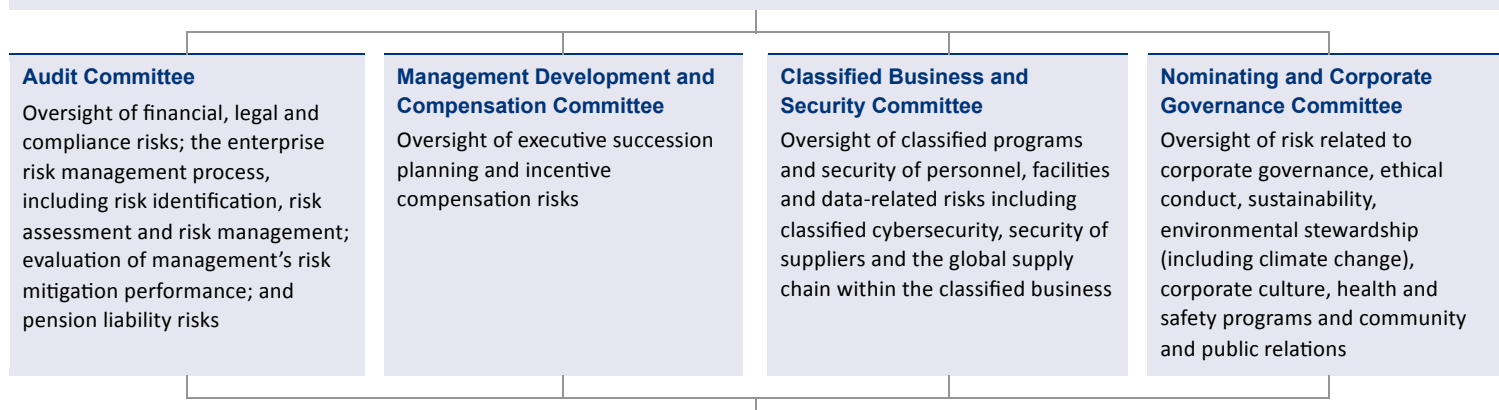 Audit Committee
Oversight of financial, legal and
compliance risks; the enterprise
risk management process,
including risk identification, risk
assessment and risk management;
evaluation of management’s risk
mitigation performance; and
pension liability risks
Management Development and
Compensation Committee
Oversight of executive succession
planning and incentive
compensation risks
Classified Business and
Security Committee
Oversight of classified programs
and security of personnel, facilities
and data-related risks including
classified cybersecurity, security of
suppliers and the global supply
chain within the classified business
Nominating and Corporate
Governance Committee
Oversight of risk related to
corporate governance, ethical
conduct, sustainability,
environmental stewardship
(including climate change),
corporate culture, health and
safety programs and community
and public relations